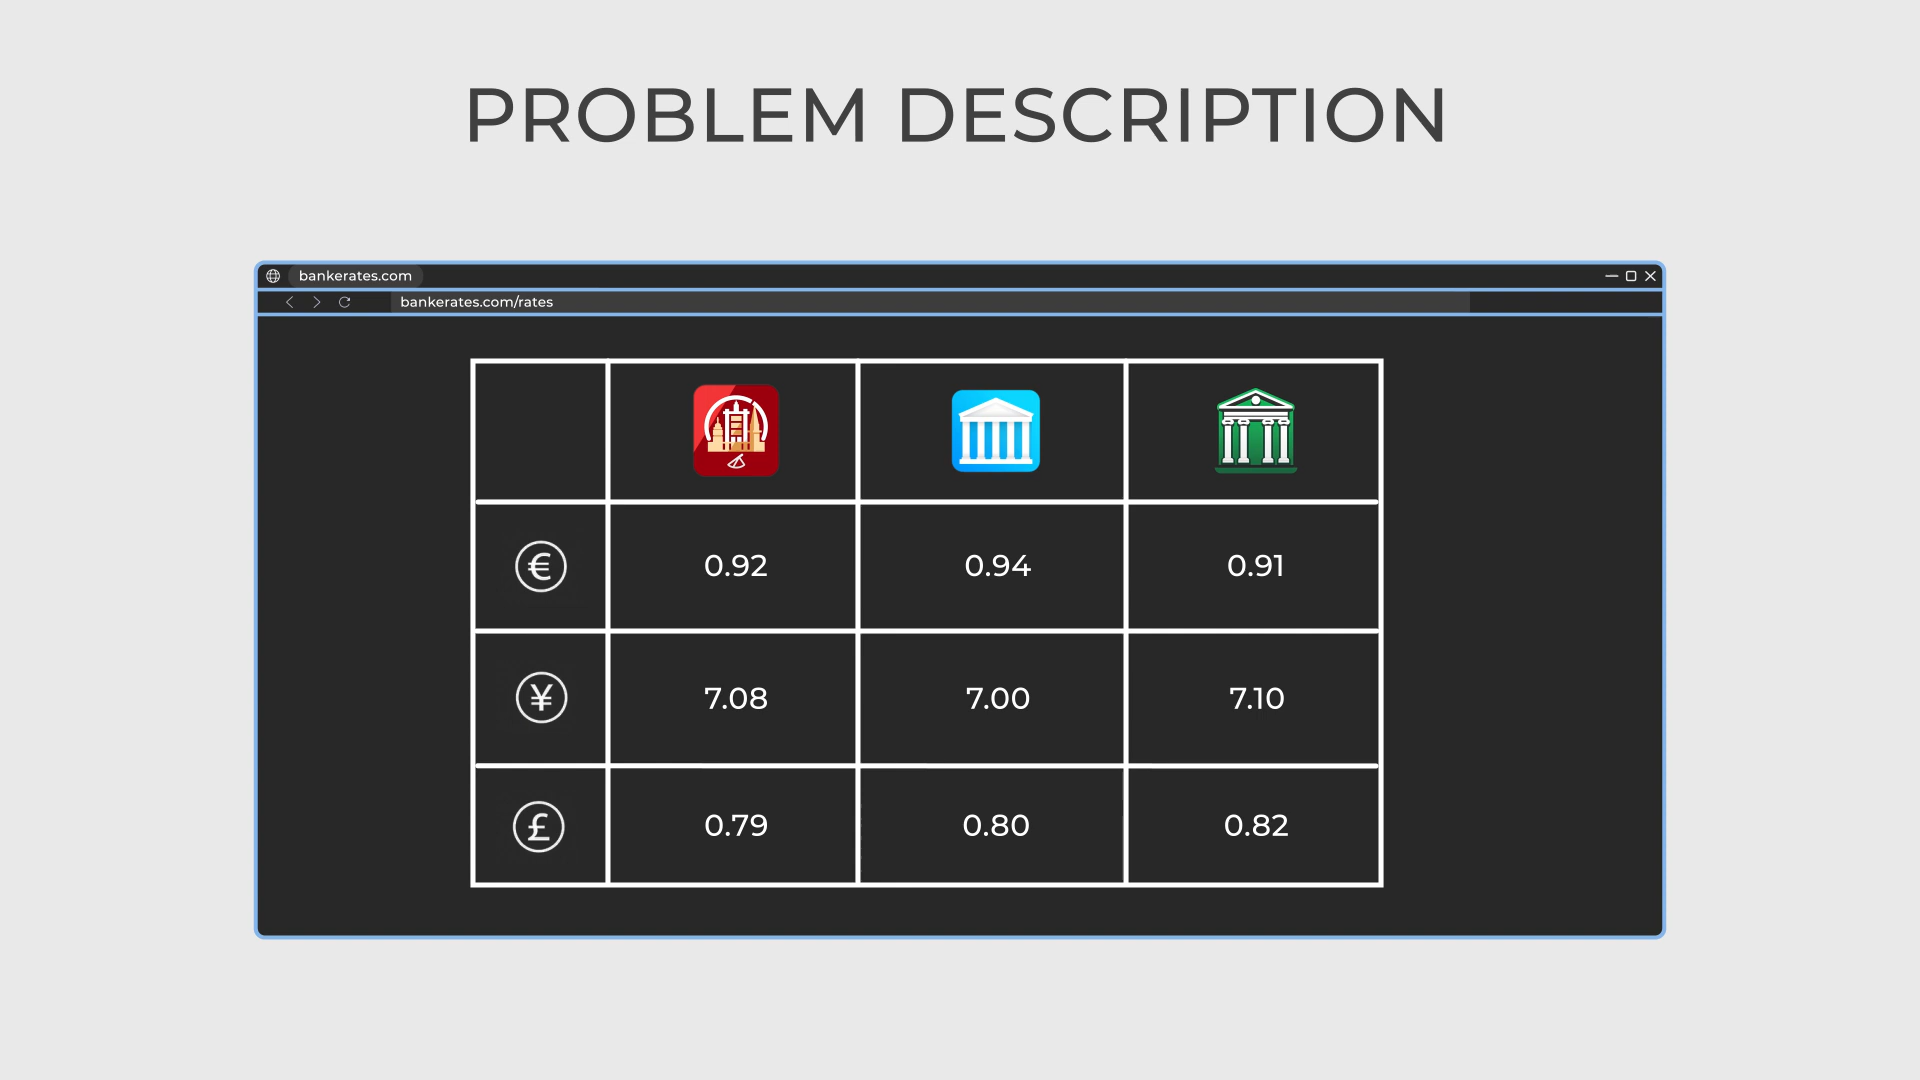 PROBLEM DESCRIPTION
bankerates.com
bankerates.com/rates
€ 0.92 0.94 0.91
¥ 7.08 7.00 7.10
£ 0.79 0.80 0.82